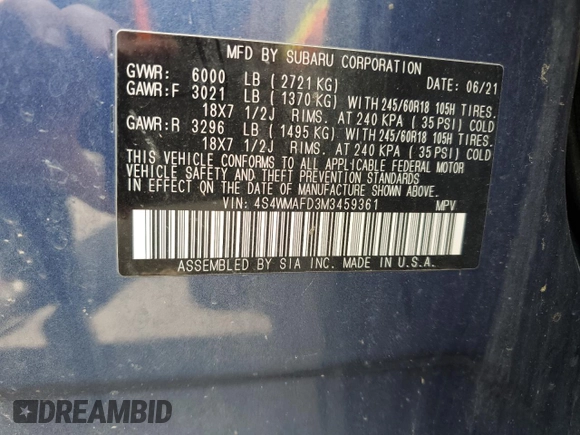 MFD BY SUBARU CORPORATION
GVWR: 6000 LB ( 2721 KG) DATE: 06/21
GAWR:F 3021 LB ( 1370 KG) WITH 245/60R18 105H TIRES.
18X7 1/2J RIMS. AT 240 KPA ( 35 PSI) COLD
GAWR:R 3296 LB ( 1495 KG) WITH 245/60R18 105H TIRES.
18X7 1/2J RIMS. AT 240 KPA ( 35 PSI) COLD
THIS VEHICLE CONFORMS TO ALL APPLICABLE FEDERAL MOTOR
VEHICLE SAFETY AND THEFT PREVENTION STANDARDS
IN EFFECT ON THE DATE OF MANUFACTURE SHOWN ABOVE.
VIN: 4S4WMAFD3M3459361 MPV
ASSEMBLED BY SIA INC. MADE IN U.S.A.
DREAMBID